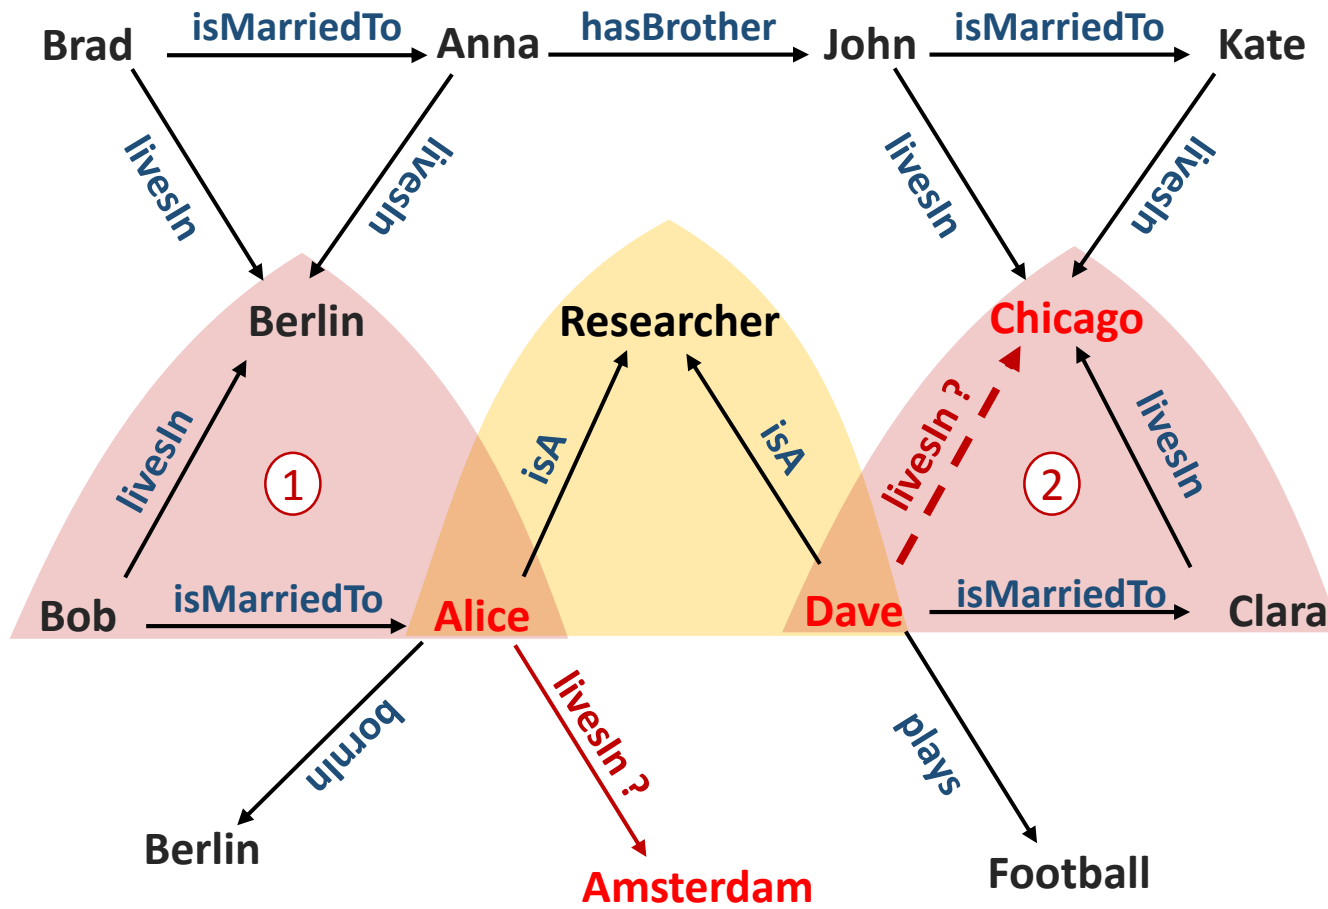 Brad isMarriedTo Anna hasBrother John isMarriedTo Kate
livesIn livesIn livesIn livesIn
Berlin Researcher Chicago
livesIn isA isA livesIn ? livesIn
1 2
Bob isMarriedTo Alice Dave isMarriedTo Clara
bornIn livesIn ? plays
Berlin Amsterdam Football